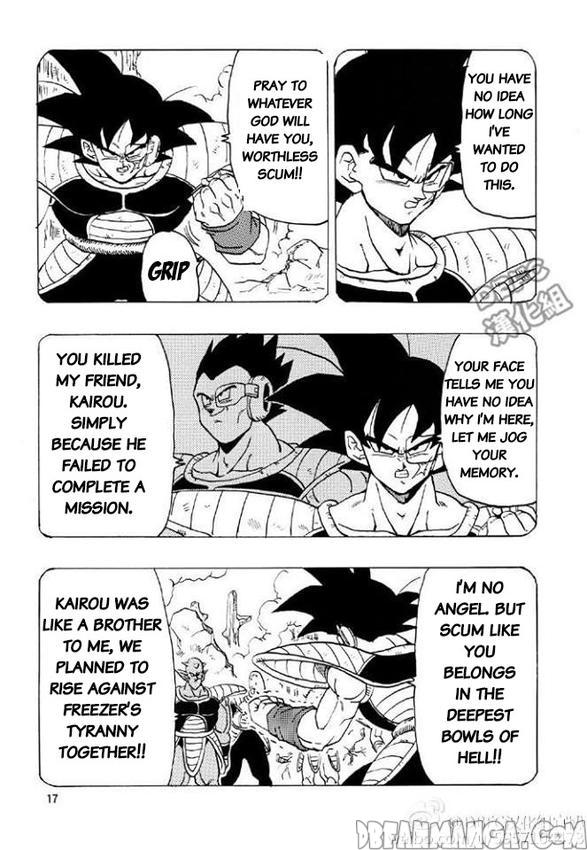 YOU HAVE
NO IDEA
HOW LONG
I'VE
WANTED
TO DO
THIS.
PRAY TO
WHATEVER
GOD WILL
HAVE YOU,
WORTHLESS
SCUM!!
GRIP
漢化組
YOUR FACE
TELLS ME YOU
HAVE NO IDEA
WHY I'M HERE,
LET ME JOG
YOUR
MEMORY.
YOU KILLED
MY FRIEND,
KAIROU.
SIMPLY
BECAUSE HE
FAILED TO
COMPLETE A
MISSION.
I'M NO
ANGEL. BUT
SCUM LIKE
YOU
BELONGS
IN THE
DEEPEST
BOWLS OF
HELL!!
KAIROU WAS
LIKE A BROTHER
TO ME, WE
PLANNED TO
RISE AGAINST
FREEZER'S
TYRANNY
TOGETHER!!
17
DBFANMANGA.COM